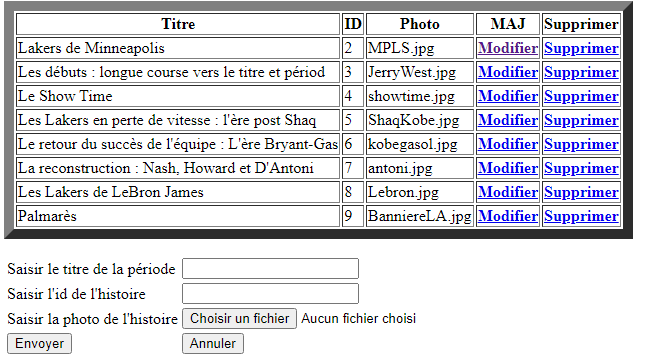 Titre ID Photo MAJ Supprimer
Lakers de Minneapolis 2 MPLS.jpg Modifier Supprimer
Les débuts : longue course vers le titre et périod 3 JerryWest.jpg Modifier Supprimer
Le Show Time 4 showtime.jpg Modifier Supprimer
Les Lakers en perte de vitesse : l'ère post Shaq 5 ShaqKobe.jpg Modifier Supprimer
Le retour du succès de l'équipe : L'ère Bryant-Gas 6 kobegasol.jpg Modifier Supprimer
La reconstruction : Nash, Howard et D'Antoni 7 antoni.jpg Modifier Supprimer
Les Lakers de LeBron James 8 Lebron.jpg Modifier Supprimer
Palmarès 9 BanniereLA.jpg Modifier Supprimer
Saisir le titre de la période
Saisir l'id de l'histoire
Saisir la photo de l'histoire Choisir un fichier Aucun fichier choisi
Envoyer Annuler